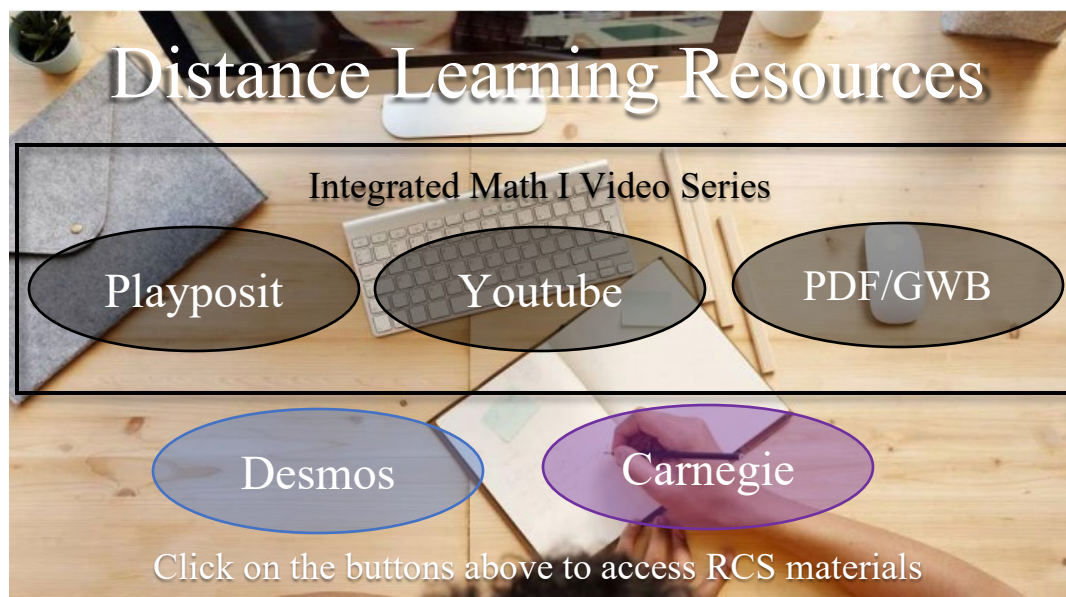 Distance Learning Resources
Integrated Math I Video Series
Playposit Youtube PDF/GWB
Desmos Carnegie
Click on the buttons above to access RCS materials